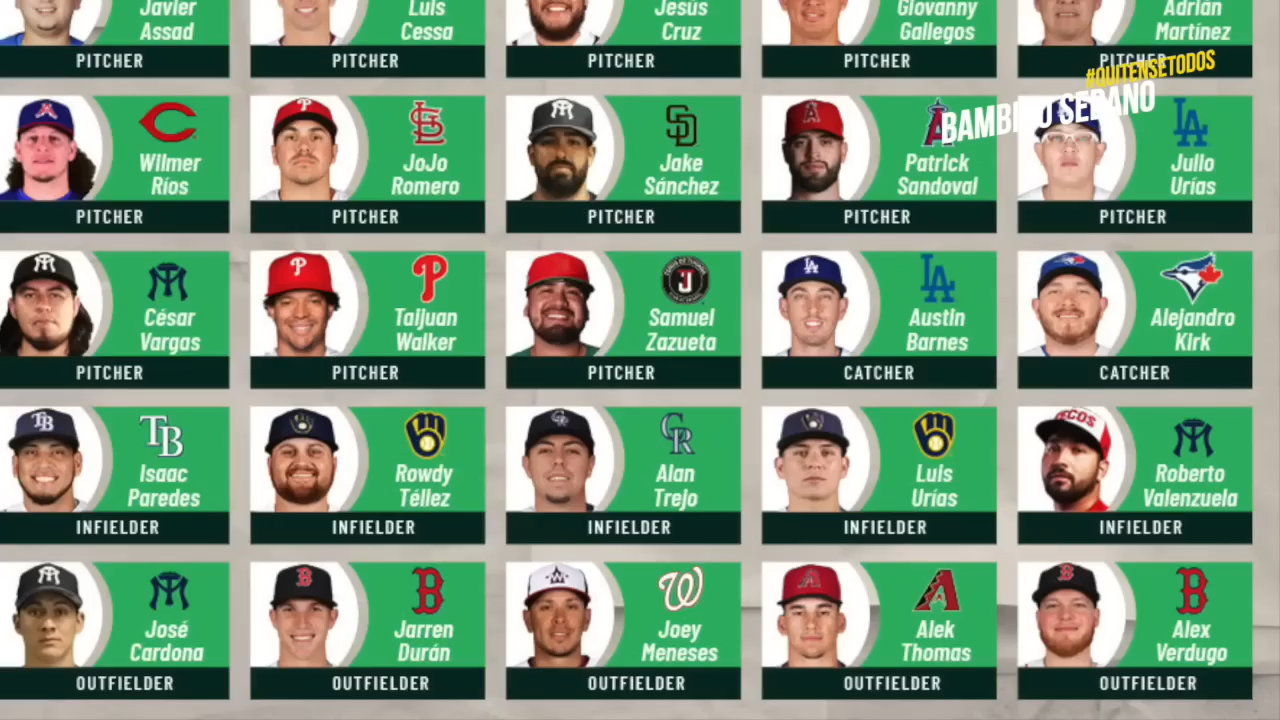 Javier
Assad
PITCHER
Luis
Cessa
PITCHER
Jesús
Cruz
PITCHER
Giovanny
Gallegos
PITCHER
Adrián
Martínez
PITCHER
#QUITENSETODOS
BAMBINO SEDANO
Wilmer
Ríos
PITCHER
JoJo
Romero
PITCHER
Jake
Sánchez
PITCHER
Patrick
Sandoval
PITCHER
Julio
Urías
PITCHER
César
Vargas
PITCHER
Taijuan
Walker
PITCHER
Samuel
Zazueta
PITCHER
Austin
Barnes
CATCHER
Alejandro
Kirk
CATCHER
Isaac
Paredes
INFIELDER
Rowdy
Téllez
INFIELDER
Alan
Trejo
INFIELDER
Luis
Urías
INFIELDER
Roberto
Valenzuela
INFIELDER
José
Cardona
OUTFIELDER
Jarren
Durán
OUTFIELDER
Joey
Meneses
OUTFIELDER
Alek
Thomas
OUTFIELDER
Alex
Verdugo
OUTFIELDER